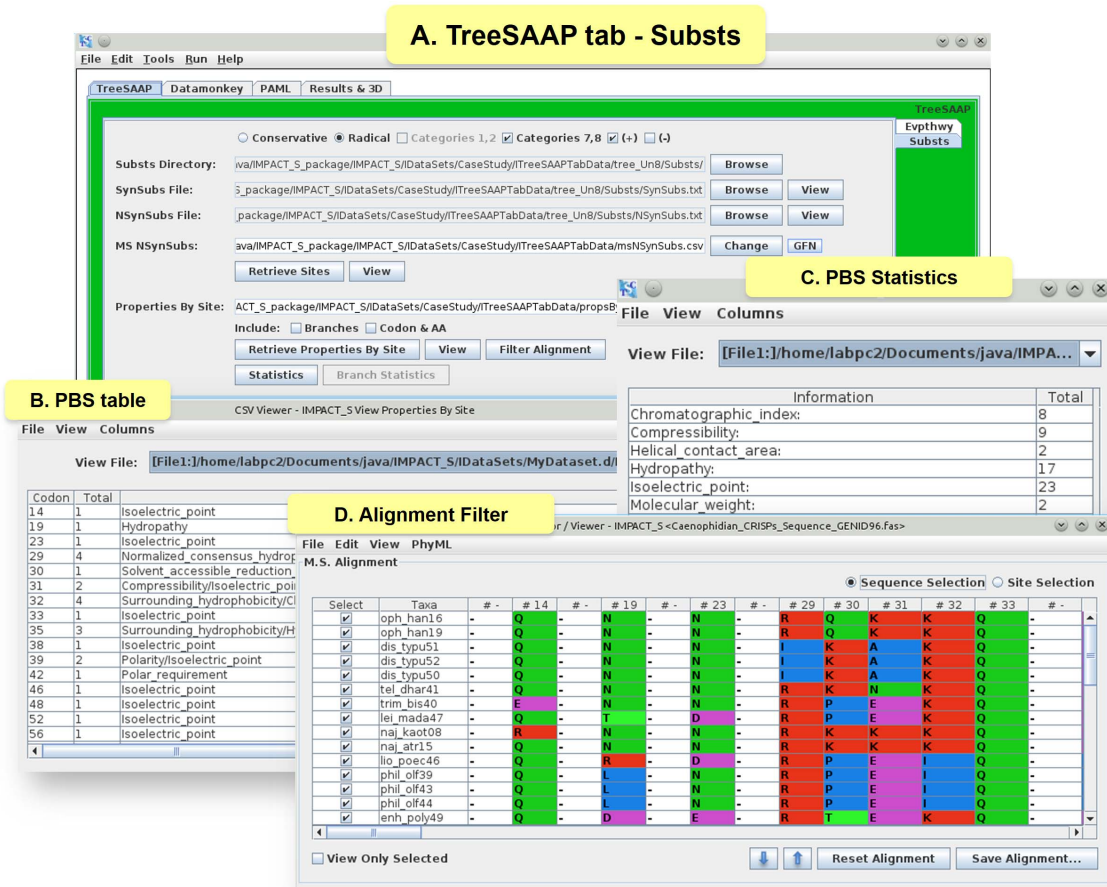 A. TreeSAAP tab - Substs
File Edit Tools Run Help
TreeSAAP Datamonkey PAML Results & 3D
TreeSAAP
Evpthwy
Substs
Conservative Radical Categories 1,2 Categories 7,8 (+) (-)
Substs Directory: ava/IMPACT_S_package/IMPACT_S/IDataSets/CaseStudy/ITreeSAAPTabData/tree_Un8/Substs/ Browse
SynSubs File: S_package/IMPACT_S/IDataSets/CaseStudy/ITreeSAAPTabData/tree_Un8/Substs/SynSubs.txt Browse View
NSynSubs File: _package/IMPACT_S/IDataSets/CaseStudy/ITreeSAAPTabData/tree_Un8/Substs/NSynSubs.txt Browse View
MS NSynSubs: ava/IMPACT_S_package/IMPACT_S/IDataSets/CaseStudy/ITreeSAAPTabData/msNSynSubs.csv Change GFN
Retrieve Sites View
Properties By Site: ACT_S_package/IMPACT_S/IDataSets/CaseStudy/ITreeSAAPTabData/propsBy
Include: Branches Codon & AA
Retrieve Properties By Site View Filter Alignment
Statistics Branch Statistics
C. PBS Statistics
File View Columns
View File: [File1:]/home/labpc2/Documents/java/IMPA...
Information Total
Chromatographic_index: 8
Compressibility: 9
Helical_contact_area: 2
Hydropathy: 17
Isoelectric_point: 23
Molecular_weight: 2
B. PBS table
CSV Viewer - IMPACT_S View Properties By Site
File View Columns
View File: [File1:]/home/labpc2/Documents/java/IMPACT_S/IDataSets/MyDataset.d/
Codon Total
14 1 Isoelectric_point
19 1 Hydropathy
23 1 Isoelectric_point
29 4 Normalized_consensus_hydrop
30 1 Solvent_accessible_reduction_
31 2 Compressibility/Isoelectric_poi
32 4 Surrounding_hydrophobicity/C
33 1 Isoelectric_point
35 3 Surrounding_hydrophobicity/H
38 1 Isoelectric_point
39 2 Polarity/Isoelectric_point
42 1 Polar_requirement
46 1 Isoelectric_point
48 1 Isoelectric_point
52 1 Isoelectric_point
56 1 Isoelectric_point
D. Alignment Filter
or / Viewer - IMPACT_S <Caenophidian_CRISPs_Sequence_GENID96.fas>
File Edit View PhyML
M.S. Alignment
Sequence Selection Site Selection
Select Taxa # - # 14 # - # 19 # - # 23 # - # 29 # 30 # 31 # 32 # 33 # -
oph_han16 - Q - N - N - R Q K K Q -
oph_han19 - Q - N - N - R Q K K Q -
dis_typu51 - Q - N - N - I K A K Q -
dis_typu52 - Q - N - N - I K A K Q -
dis_typu50 - Q - N - N - I K A K Q -
tel_dhar41 - Q - N - N - R K N K Q -
trim_bis40 - E - N - N - R P E K Q -
lei_mada47 - Q - T - D - R P E K Q -
naj_kaot08 - R - N - N - R K K K Q -
naj_atr15 - Q - N - N - R K K K Q -
lio_poec46 - Q - R - D - R P E I Q -
phil_olf39 - Q - L - N - R P E I Q -
phil_olf43 - Q - L - N - R P E I Q -
phil_olf44 - Q - L - N - R P E I Q -
enh_poly49 - Q - D - E - R T E K Q -
View Only Selected
Reset Alignment Save Alignment...